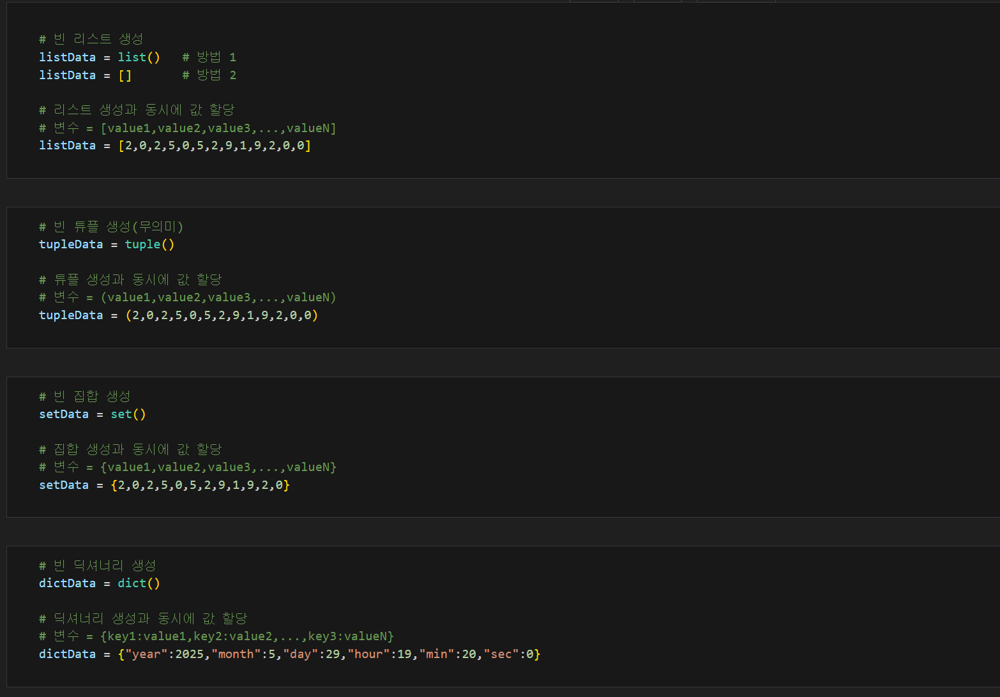 # 빈 리스트 생성
listData = list()   # 방법 1
listData = []       # 방법 2
# 리스트 생성과 동시에 값 할당
# 변수 = [value1,value2,value3,...,valueN]
listData = [2,0,2,5,0,5,2,9,1,9,2,0,0]
# 빈 튜플 생성(무의미)
tupleData = tuple()
# 튜플 생성과 동시에 값 할당
# 변수 = (value1,value2,value3,...,valueN)
tupleData = (2,0,2,5,0,5,2,9,1,9,2,0,0)
# 빈 집합 생성
setData = set()
# 집합 생성과 동시에 값 할당
# 변수 = {value1,value2,value3,...,valueN}
setData = {2,0,2,5,0,5,2,9,1,9,2,0}
# 빈 딕셔너리 생성
dictData = dict()
# 딕셔너리 생성과 동시에 값 할당
# 변수 = {key1:value1,key2:value2,...,key3:valueN}
dictData = {"year":2025,"month":5,"day":29,"hour":19,"min":20,"sec":0}